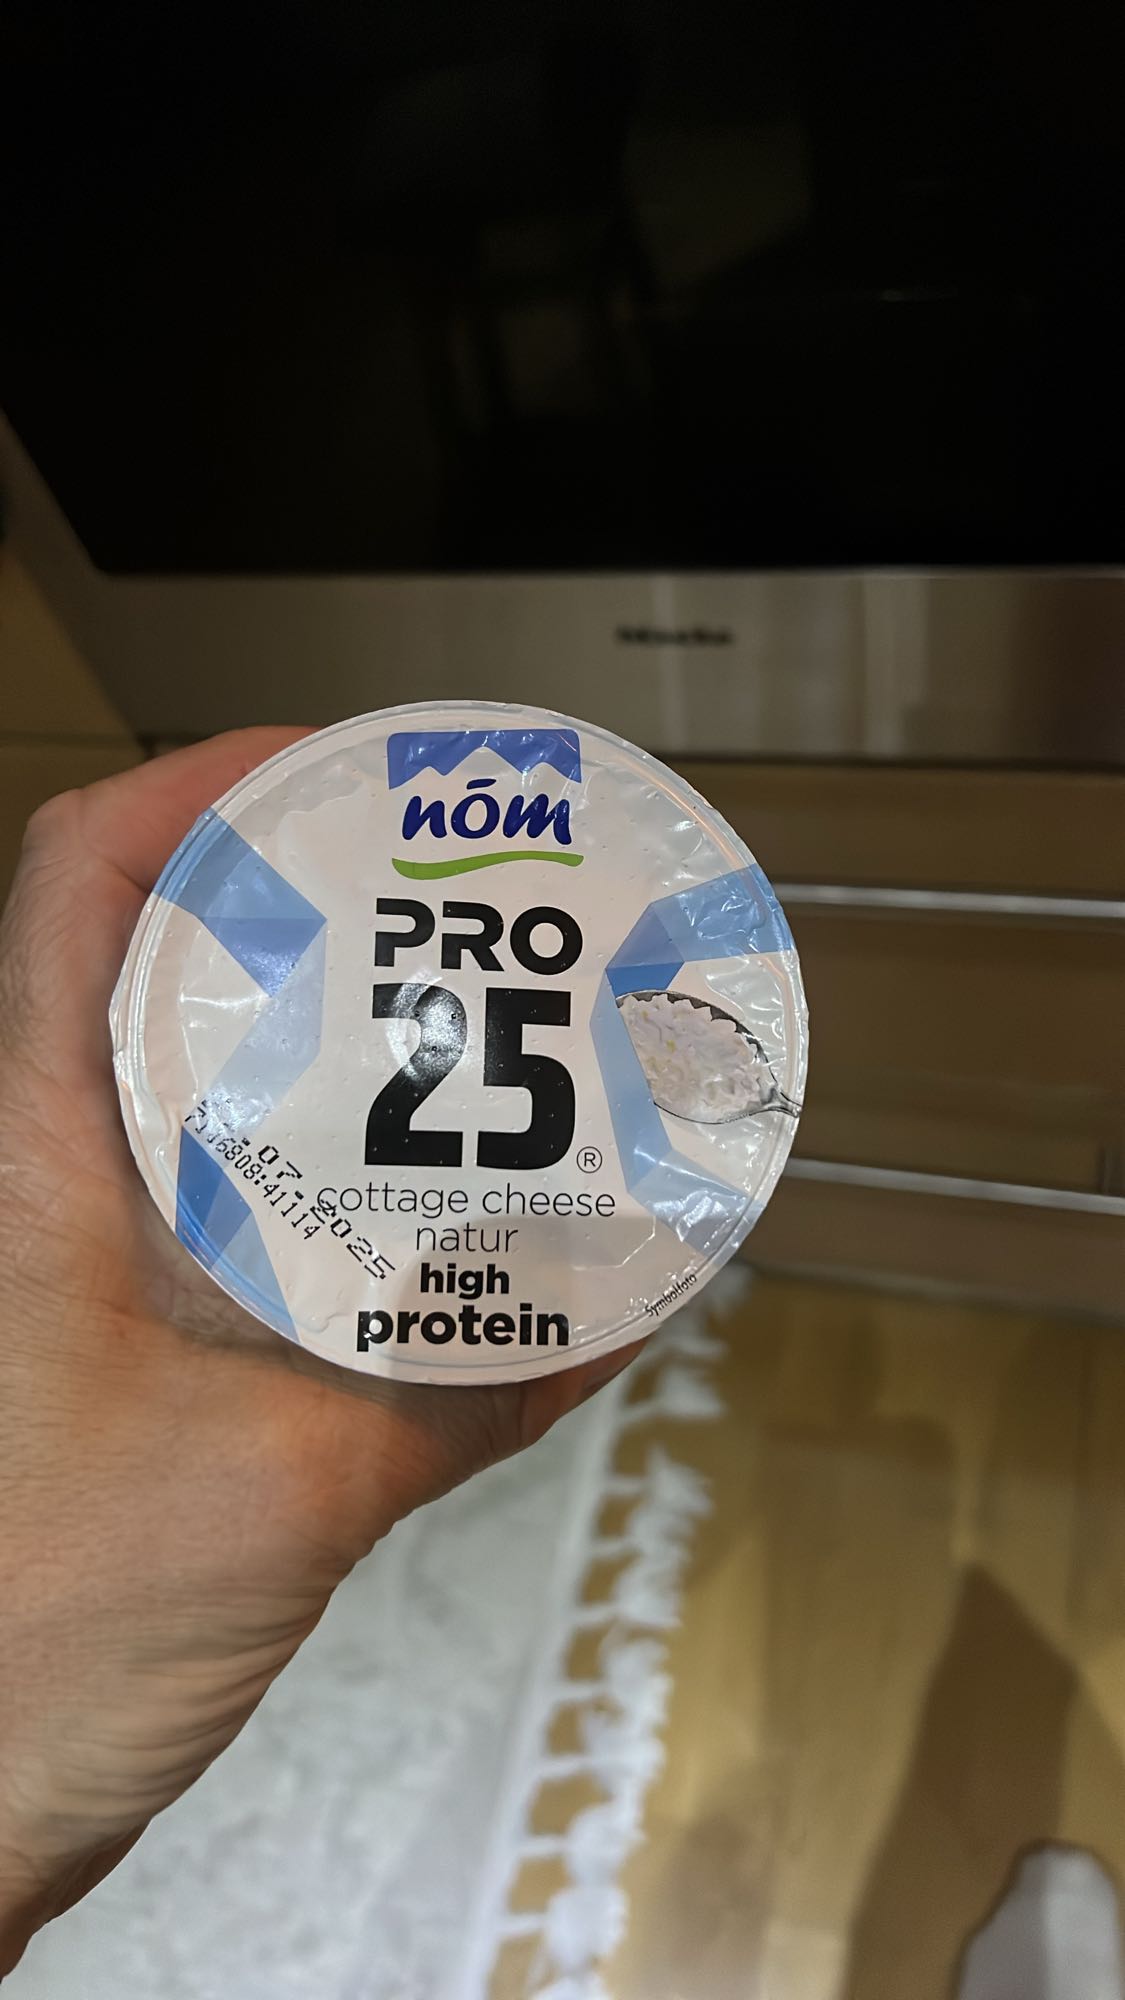 nōm
PRO
25®
cottage cheese
natur
high
protein
.07.2025
Symbolfoto